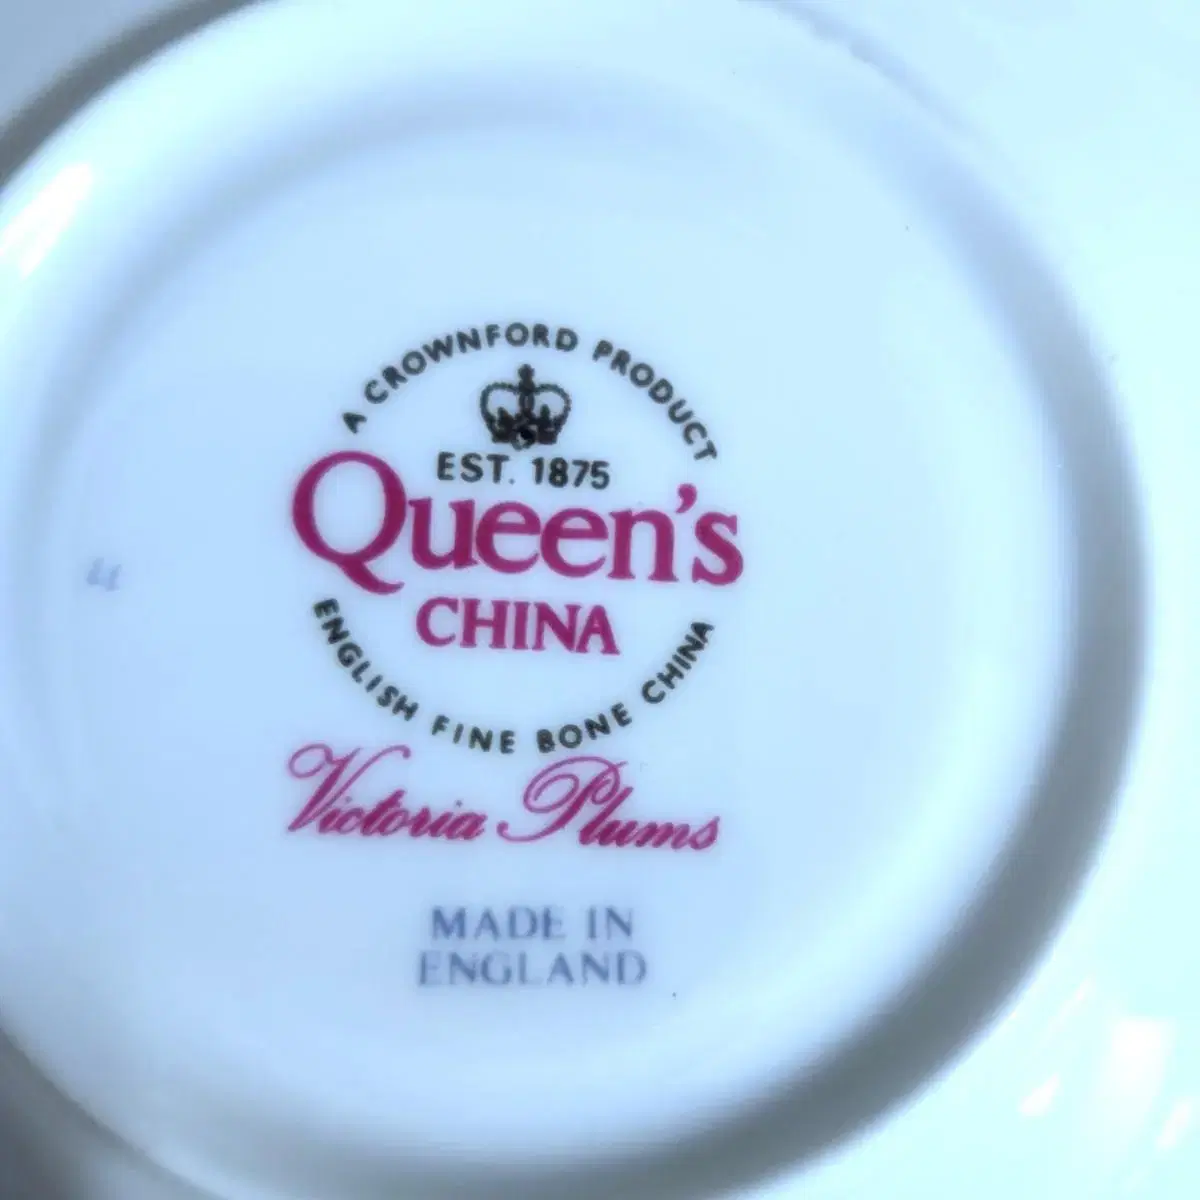 A CROWNFORD PRODUCT
EST. 1875
Queen's
CHINA
ENGLISH FINE BONE CHINA
Victoria Plums
MADE IN
ENGLAND